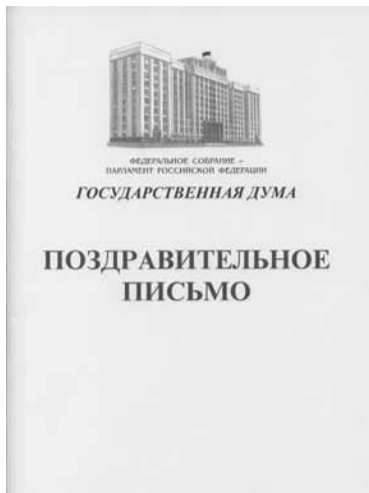 ФЕДЕРАЛЬНОЕ СОБРАНИЕ –
ПАРЛАМЕНТ РОССИЙСКОЙ ФЕДЕРАЦИИ
ГОСУДАРСТВЕННАЯ ДУМА
ПОЗДРАВИТЕЛЬНОЕ
ПИСЬМО